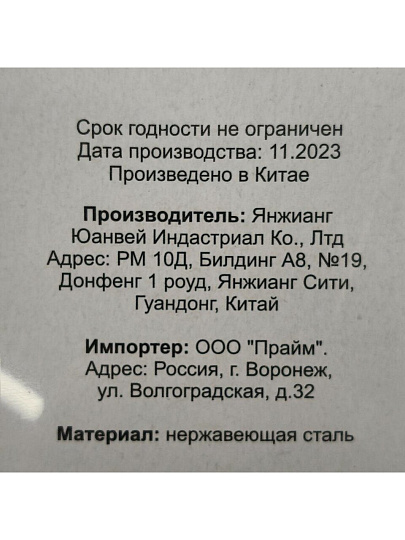 Срок годности не ограничен
Дата производства: 11.2023
Произведено в Китае
Производитель: Янжианг
Юанвей Индастриал Ко., Лтд
Адрес: РМ 10Д, Билдинг А8, №19,
Донфенг 1 роуд, Янжианг Сити,
Гуандонг, Китай
Импортер: ООО "Прайм".
Адрес: Россия, г. Воронеж,
ул. Волгоградская, д.32
Материал: нержавеющая сталь